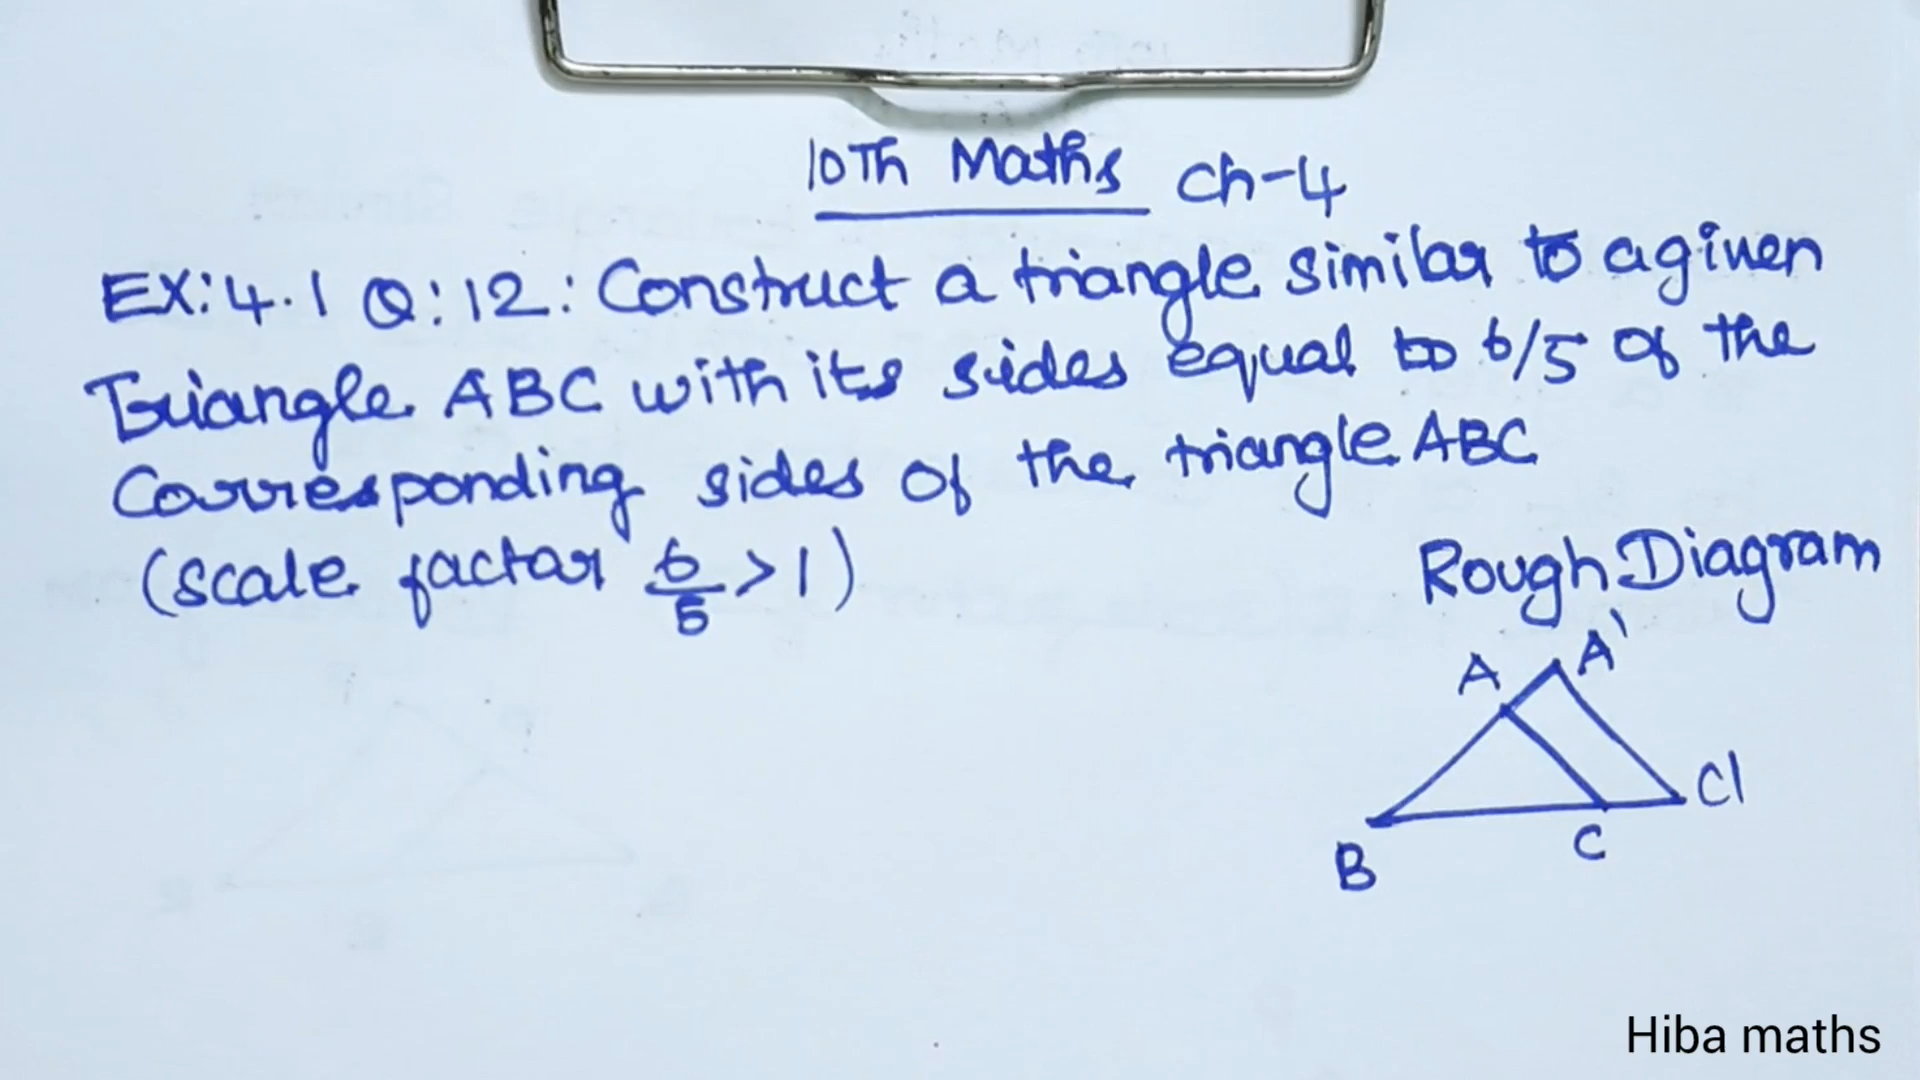 10Th Maths Ch-4
EX:4.1 Q:12: Construct a triangle similar to a given
Triangle ABC with its sides equal to 6/5 of the
Corresponding sides of the triangle ABC
(scale factor 6/5 > 1)
Rough Diagram
A A'
B C C'
Hiba maths